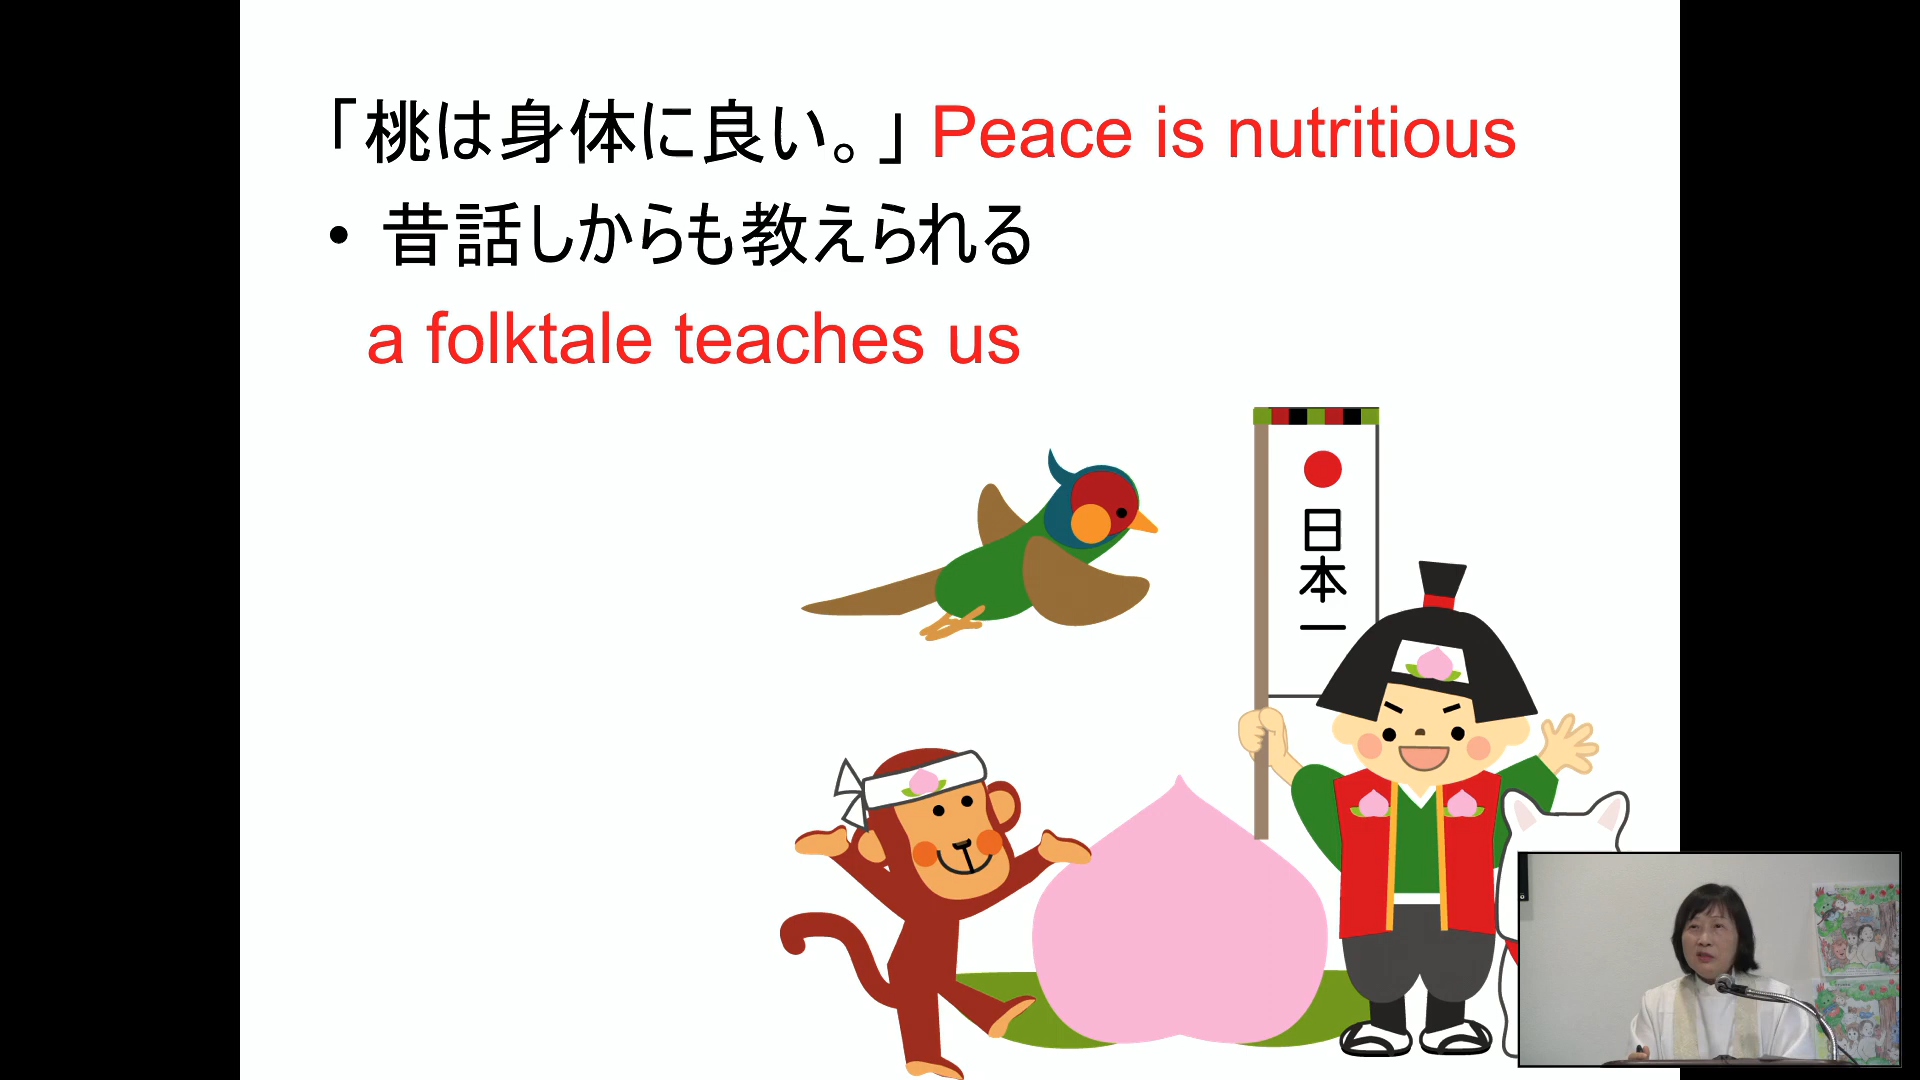 「桃は身体に良い。」 Peace is nutritious
• 昔話しからも教えられる
a folktale teaches us
日本一